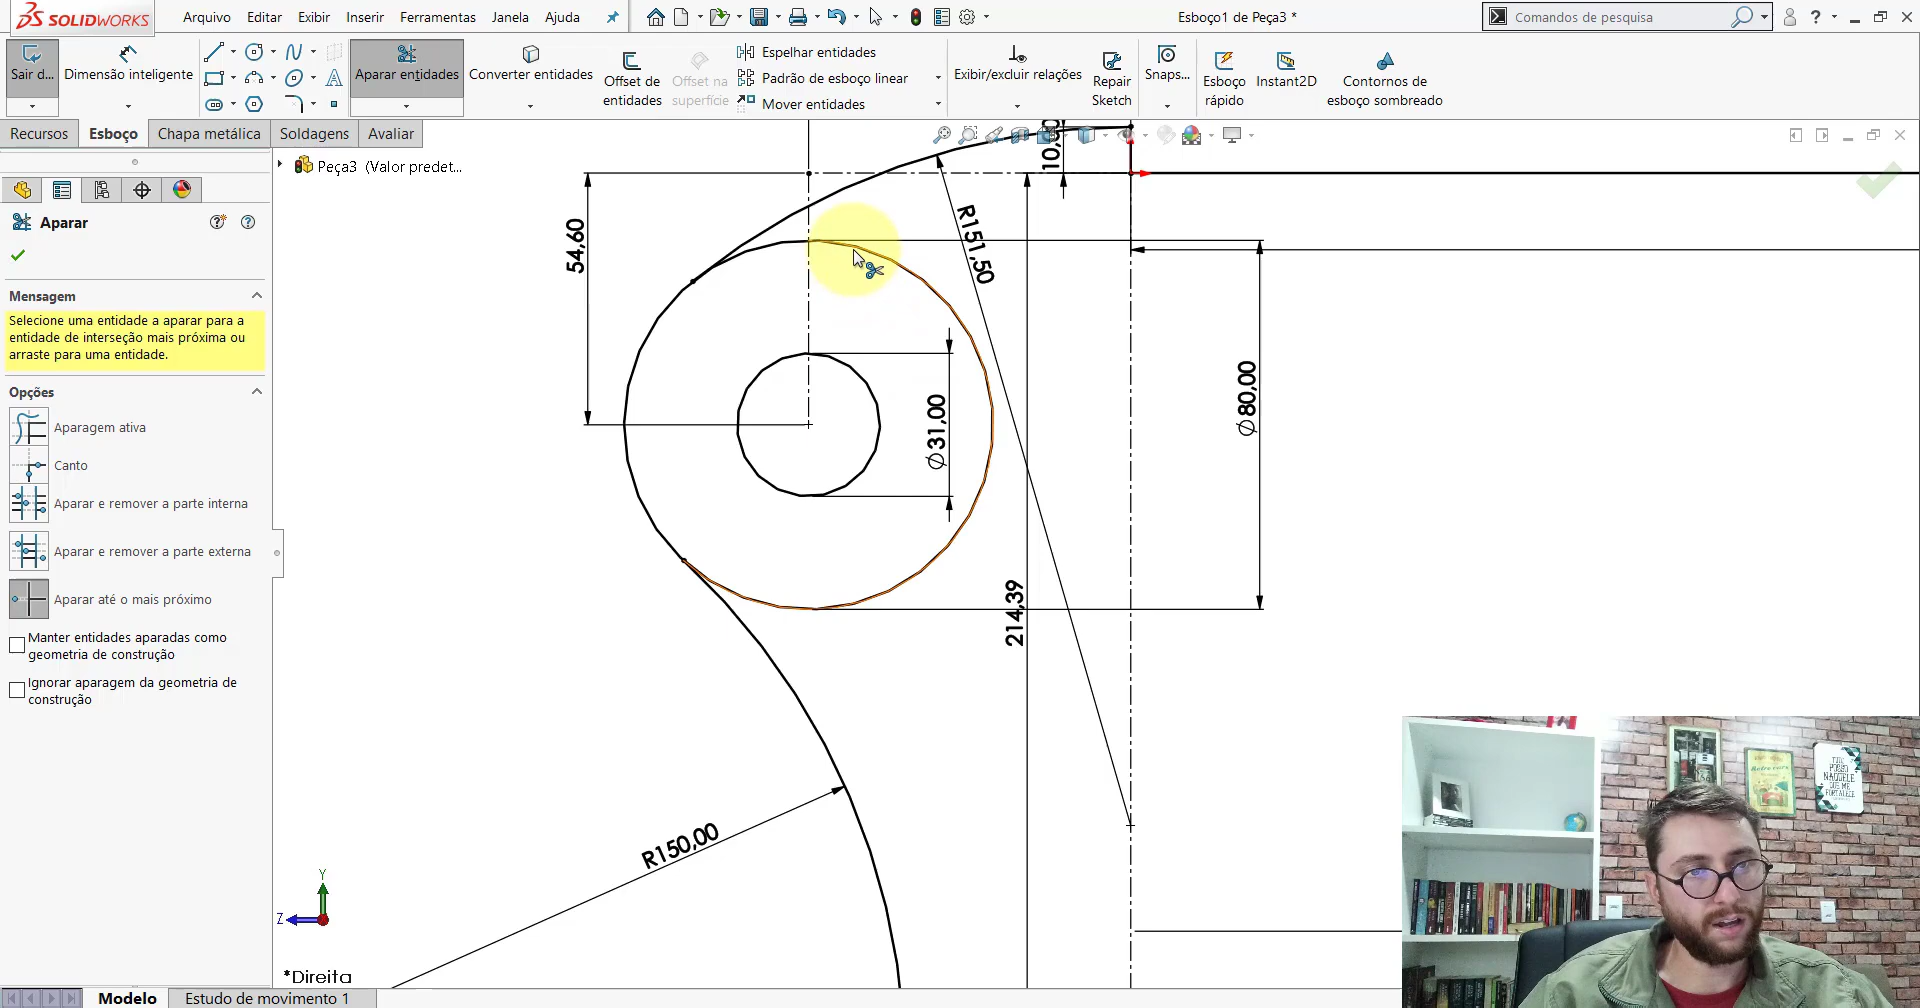 SOLIDWORKS
Arquivo Editar Exibir Inserir Ferramentas Janela Ajuda
Esboço1 de Peça3 *
Comandos de pesquisa
?
Sair d...
Dimensão inteligente
Aparar entidades
Converter entidades
Offset de
entidades
Offset na
superfície
Espelhar entidades
Padrão de esboço linear
Mover entidades
Exibir/excluir relações
Repair
Sketch
Snaps...
Esboço
rápido
Instant2D
Contornos de
esboço sombreado
Recursos Esboço Chapa metálica Soldagens Avaliar
Peça3 (Valor predet...
Aparar
Mensagem
Selecione uma entidade a aparar para a
entidade de interseção mais próxima ou
arraste para uma entidade.
Opções
Aparagem ativa
Canto
Aparar e remover a parte interna
Aparar e remover a parte externa
Aparar até o mais próximo
Manter entidades aparadas como
geometria de construção
Ignorar aparagem da geometria de
construção
54,60
R151,50
∅31,00
∅80,00
214,39
R150,00
Y
Z
*Direita
Modelo Estudo de movimento 1